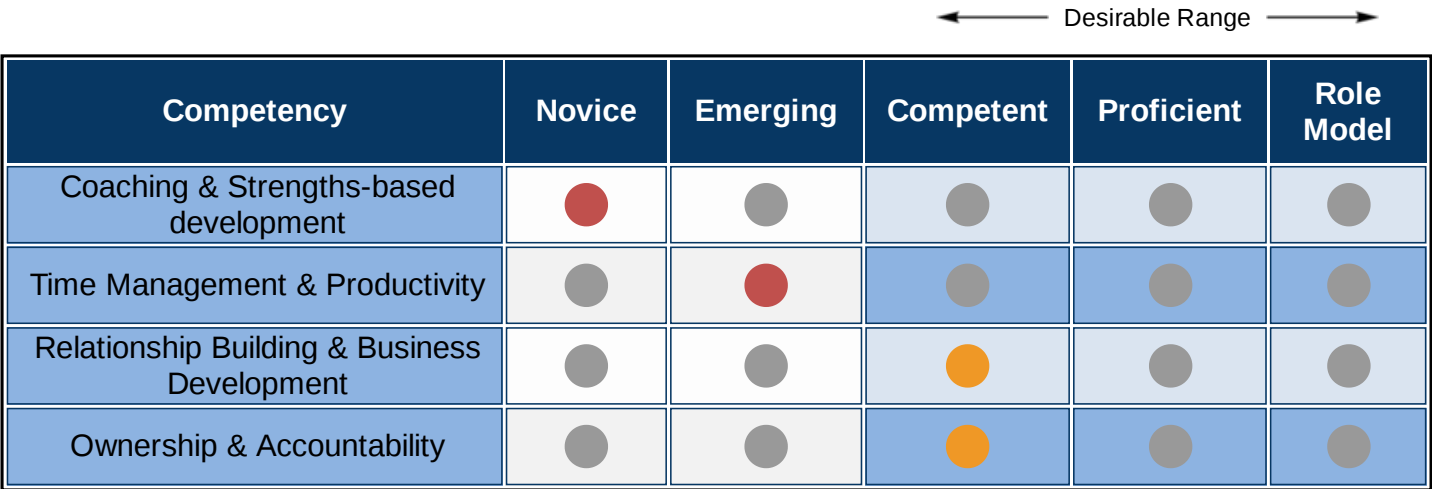 Desirable Range
Competency
Novice
Emerging
Competent
Proficient
Role
Model
Coaching & Strengths-based
development
Time Management & Productivity
Relationship Building & Business
Development
Ownership & Accountability